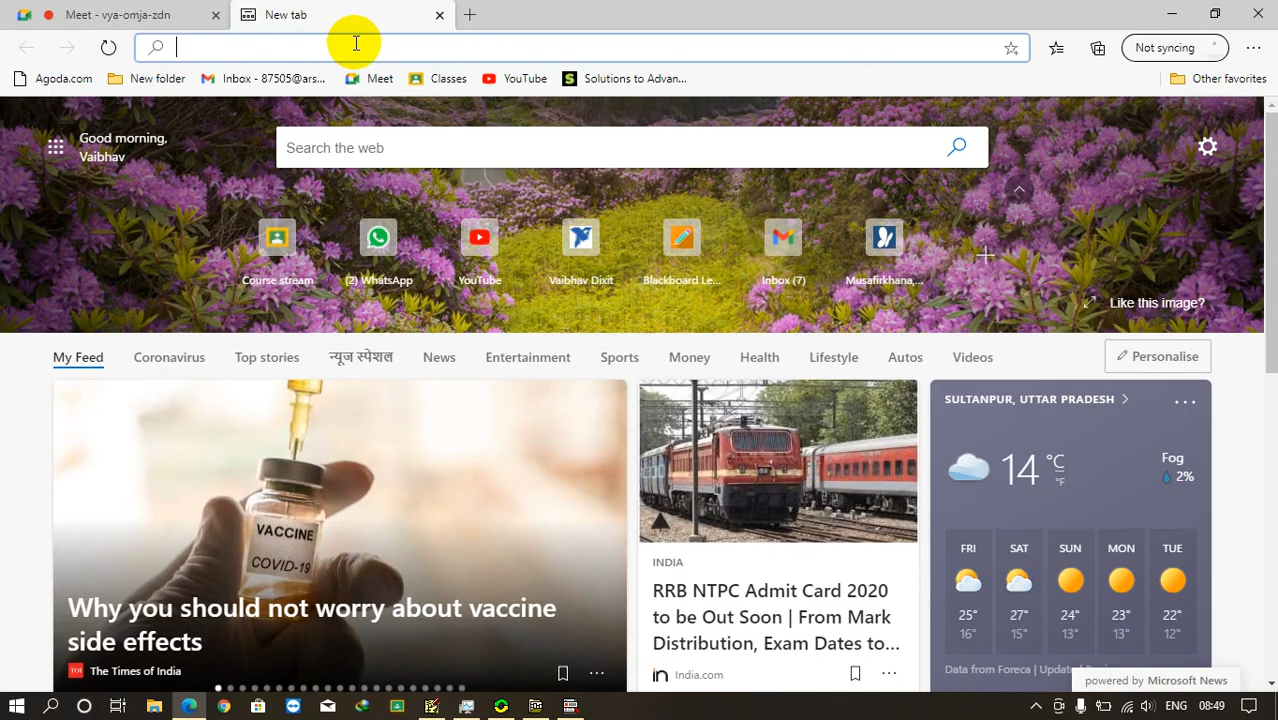 Meet - vya-omja-zdn
New tab
Not syncing
Agoda.com
New folder
Inbox - 87505@ars...
Meet
Classes
YouTube
Solutions to Advan...
Other favorites
Good morning,
Vaibhav
Search the web
Course stream
(2) WhatsApp
YouTube
Vaibhav Dixit
Blackboard Le...
Inbox (7)
Musafirkhana,...
Like this image?
My Feed
Coronavirus
Top stories
न्यूज स्पेशल
News
Entertainment
Sports
Money
Health
Lifestyle
Autos
Videos
Personalise
VACCINE
COVID-19
Why you should not worry about vaccine
side effects
TOI The Times of India
INDIA
RRB NTPC Admit Card 2020
to be Out Soon | From Mark
Distribution, Exam Dates to...
in India.com
SULTANPUR, UTTAR PRADESH
14 °C
°F
Fog
2%
FRI SAT SUN MON TUE
25° 27° 24° 23° 22°
16° 15° 13° 13° 12°
Data from Foreca | Updated
powered by Microsoft News
ENG 08:49